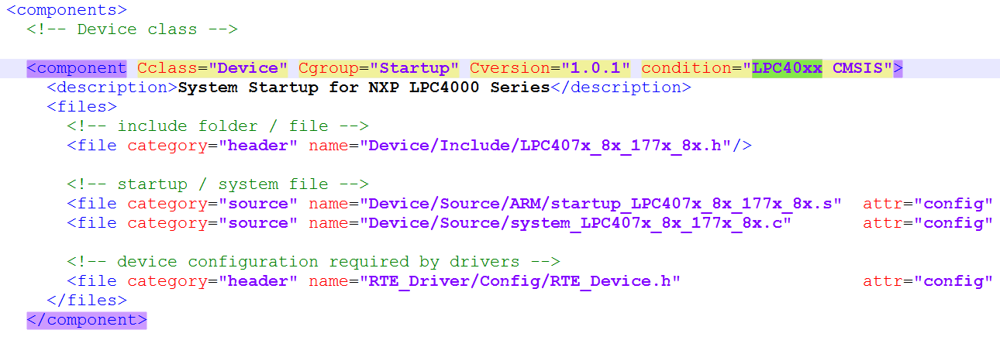 <components>
<!-- Device class -->
<component Cclass="Device" Cgroup="Startup" Cversion="1.0.1" condition="LPC40xx CMSIS">
<description>System Startup for NXP LPC4000 Series</description>
<files>
<!-- include folder / file -->
<file category="header" name="Device/Include/LPC407x_8x_177x_8x.h"/>
<!-- startup / system file -->
<file category="source" name="Device/Source/ARM/startup_LPC407x_8x_177x_8x.s" attr="config"
<file category="source" name="Device/Source/system_LPC407x_8x_177x_8x.c" attr="config"
<!-- device configuration required by drivers -->
<file category="header" name="RTE_Driver/Config/RTE_Device.h" attr="config"
</files>
</component>